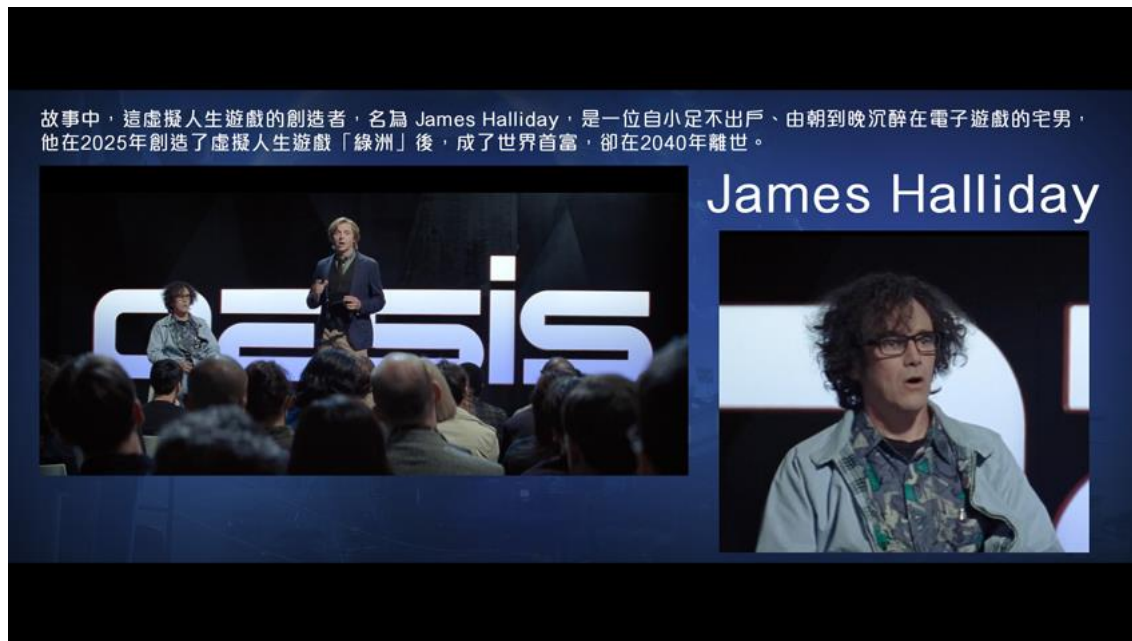 故事中，這虛擬人生遊戲的創造者，名為 James Halliday，是一位自小足不出戶、由朝到晚沉醉在電子遊戲的宅男，
他在2025年創造了虛擬人生遊戲「綠洲」後，成了世界首富，卻在2040年離世。
James Halliday
oasis